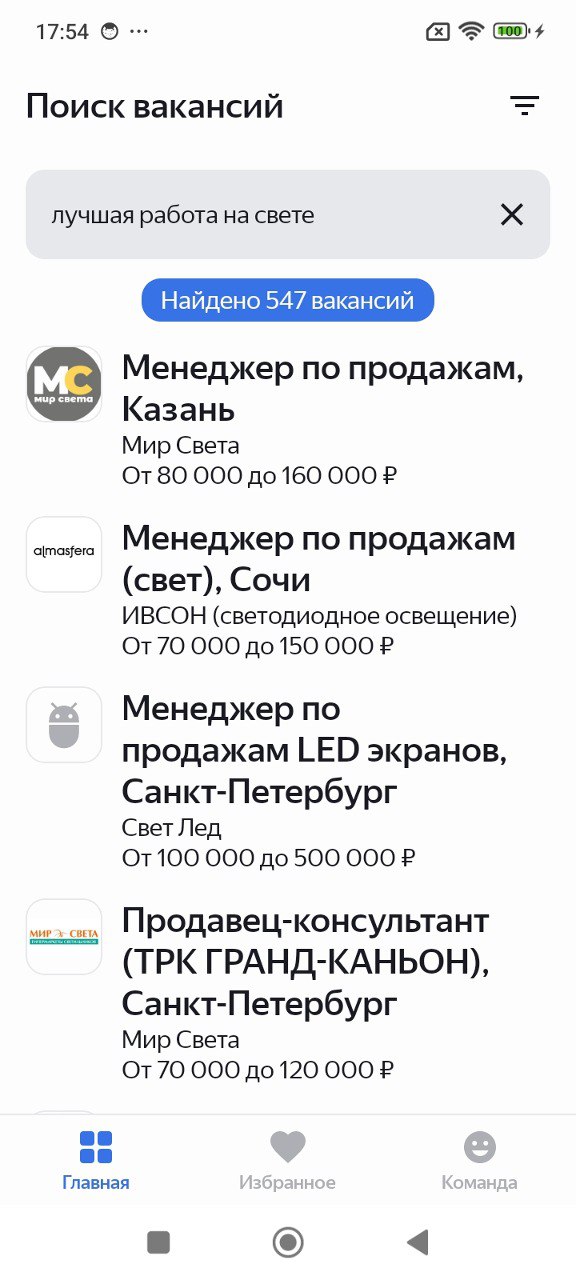 17:54
100
Поиск вакансий
лучшая работа на свете
Найдено 547 вакансий
МС
мир света
Менеджер по продажам,
Казань
Мир Света
От 80 000 до 160 000 ₽
almasfera
Менеджер по продажам
(свет), Сочи
ИВСОН (светодиодное освещение)
От 70 000 до 150 000 ₽
Менеджер по
продажам LED экранов,
Санкт-Петербург
Свет Лед
От 100 000 до 500 000 ₽
МИР СВЕТА
Продавец-консультант
(ТРК ГРАНД-КАНЬОН),
Санкт-Петербург
Мир Света
От 70 000 до 120 000 ₽
Главная
Избранное
Команда